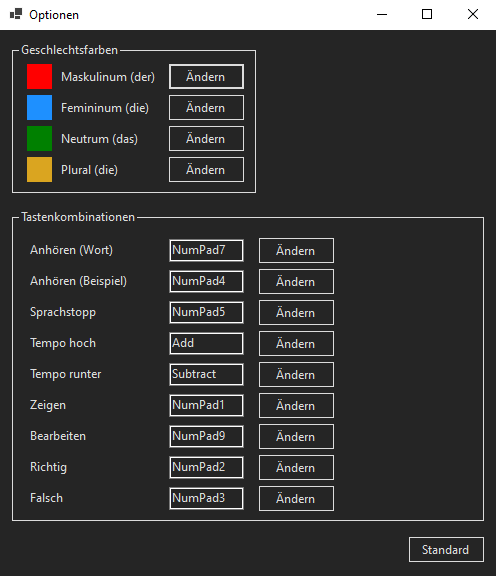 Optionen
Geschlechtsfarben
Maskulinum (der) Ändern
Femininum (die) Ändern
Neutrum (das) Ändern
Plural (die) Ändern
Tastenkombinationen
Anhören (Wort) NumPad7 Ändern
Anhören (Beispiel) NumPad4 Ändern
Sprachstopp NumPad5 Ändern
Tempo hoch Add Ändern
Tempo runter Subtract Ändern
Zeigen NumPad1 Ändern
Bearbeiten NumPad9 Ändern
Richtig NumPad2 Ändern
Falsch NumPad3 Ändern
Standard